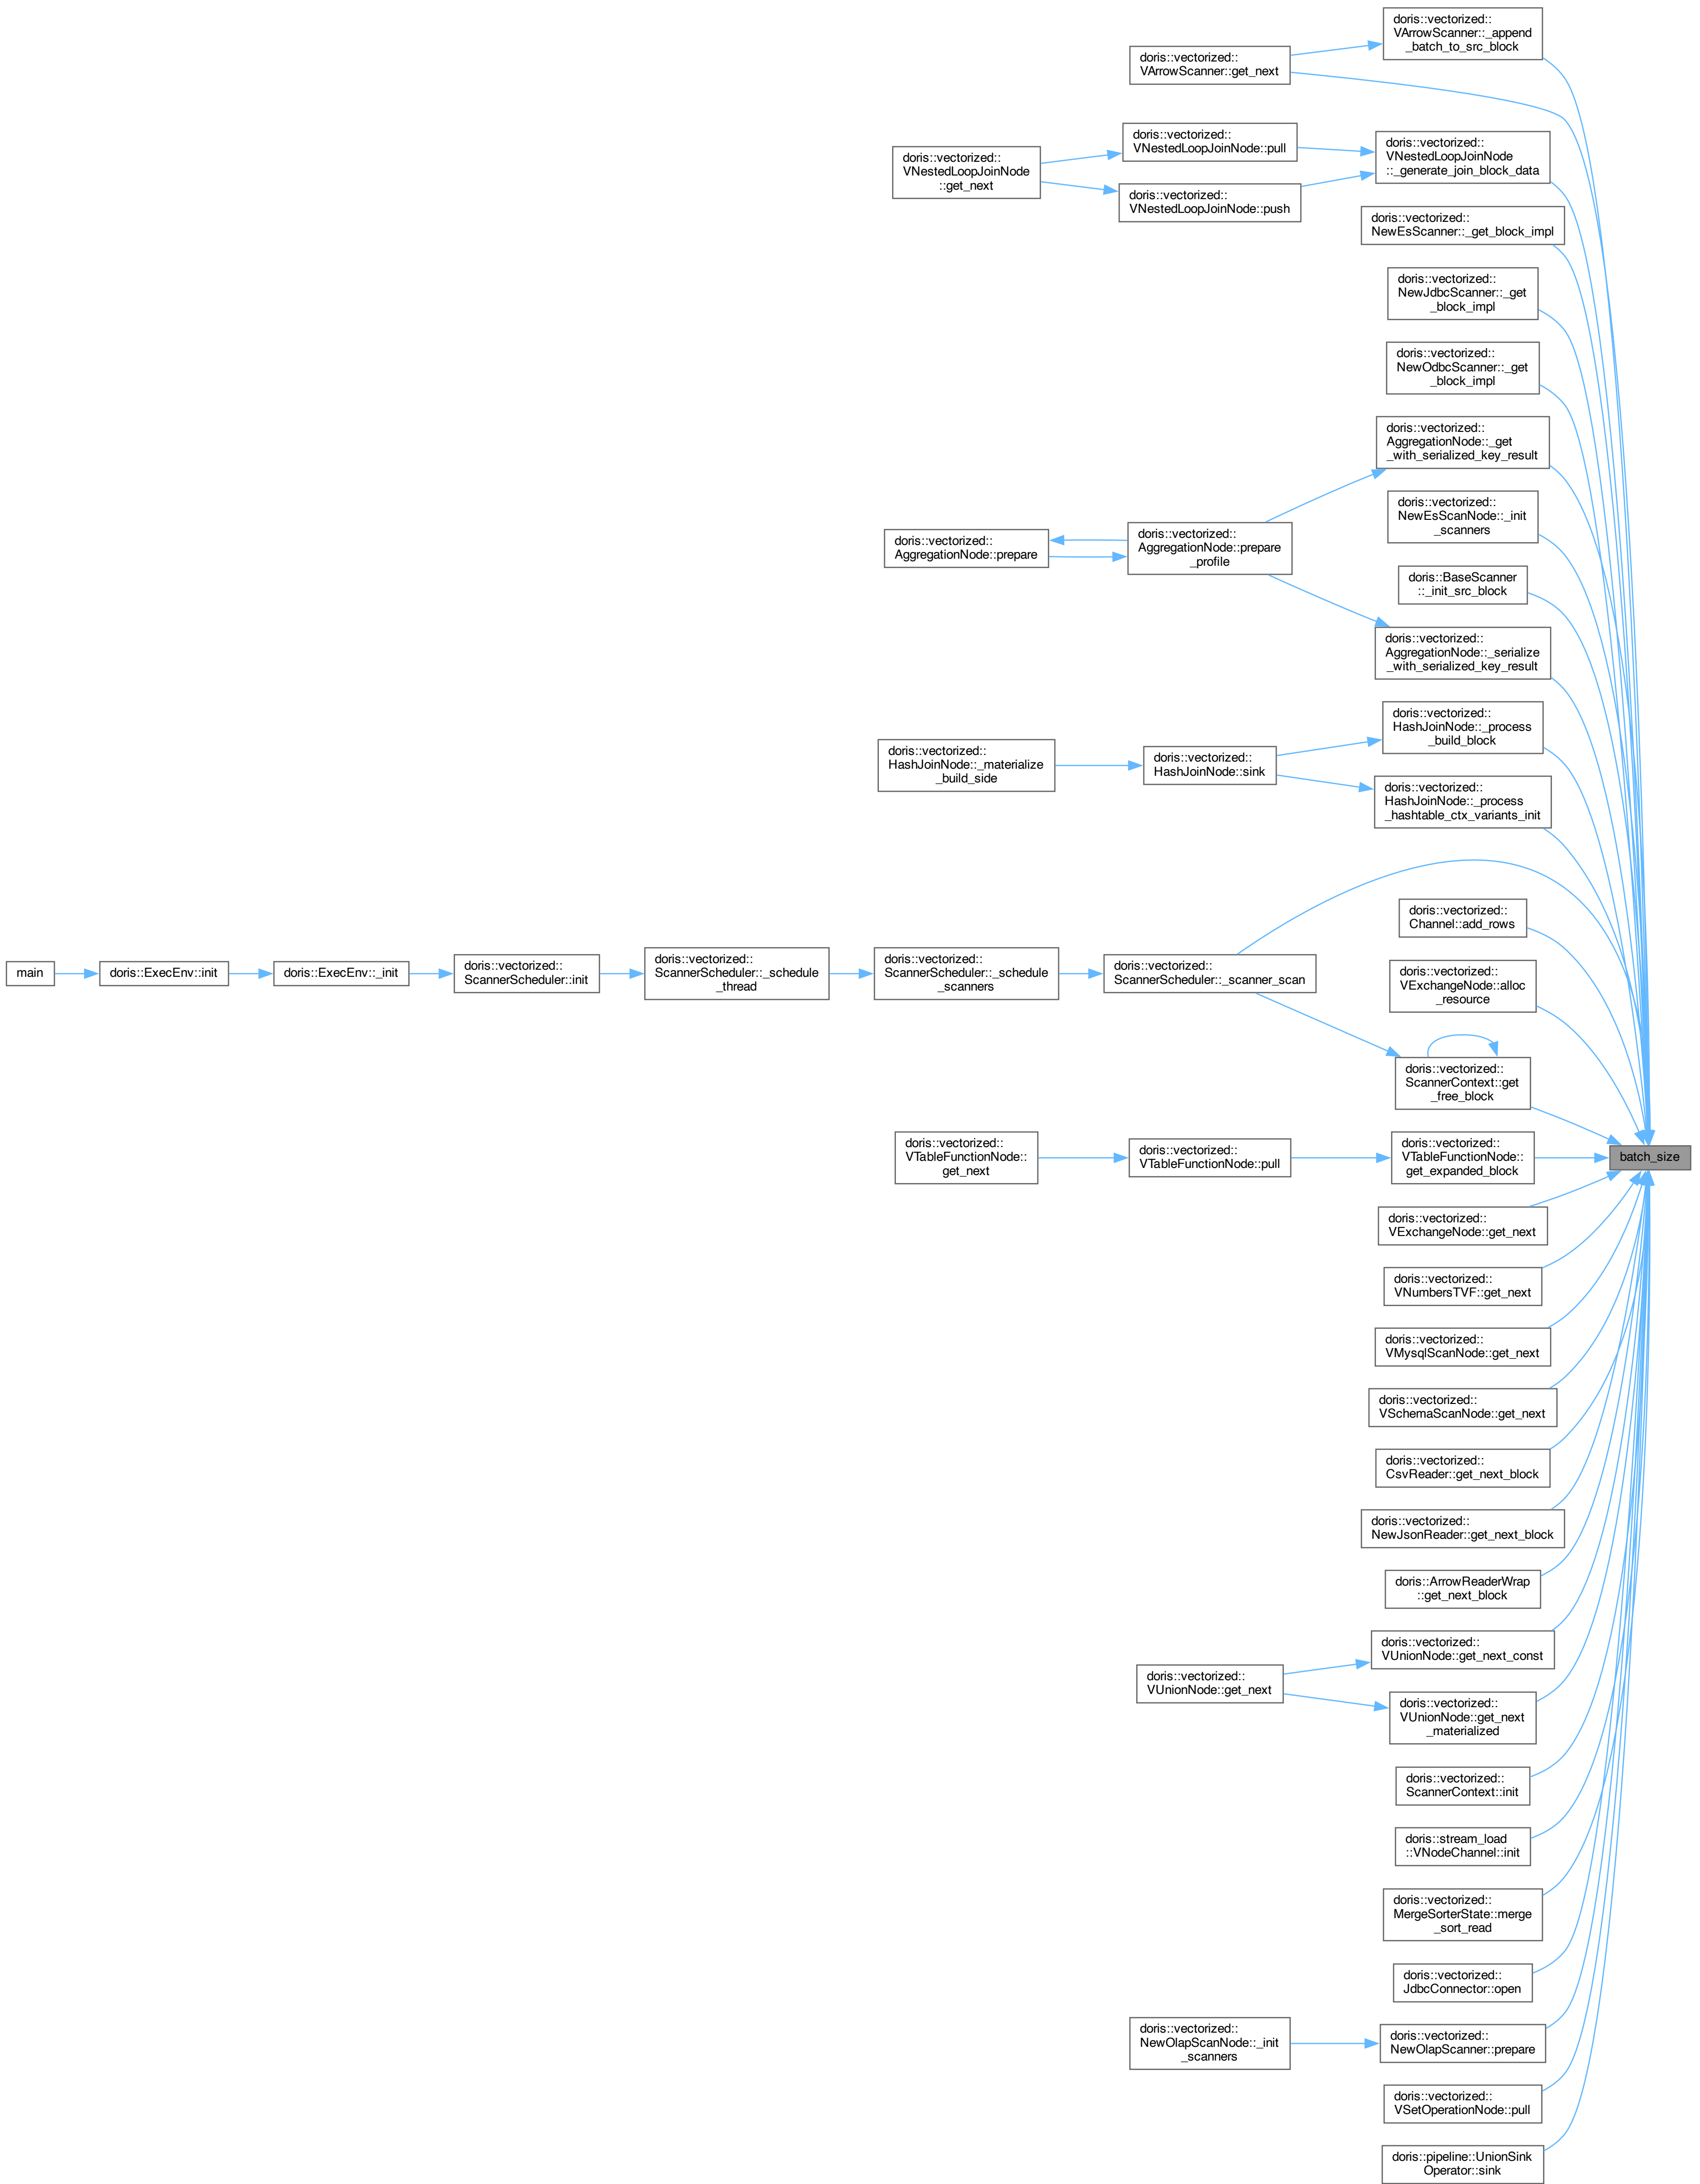 doris::vectorized::
VArrowScanner::_append
_batch_to_src_block
doris::vectorized::
VArrowScanner::get_next
doris::vectorized::
VNestedLoopJoinNode::pull
doris::vectorized::
VNestedLoopJoinNode
::_generate_join_block_data
doris::vectorized::
VNestedLoopJoinNode
::get_next
doris::vectorized::
VNestedLoopJoinNode::push
doris::vectorized::
NewEsScanner::_get_block_impl
doris::vectorized::
NewJdbcScanner::_get
_block_impl
doris::vectorized::
NewOdbcScanner::_get
_block_impl
doris::vectorized::
AggregationNode::_get
_with_serialized_key_result
doris::vectorized::
NewEsScanNode::_init
_scanners
doris::vectorized::
AggregationNode::prepare
doris::vectorized::
AggregationNode::prepare
_profile
doris::BaseScanner
::_init_src_block
doris::vectorized::
AggregationNode::_serialize
_with_serialized_key_result
doris::vectorized::
HashJoinNode::_process
_build_block
doris::vectorized::
HashJoinNode::_materialize
_build_side
doris::vectorized::
HashJoinNode::sink
doris::vectorized::
HashJoinNode::_process
_hashtable_ctx_variants_init
doris::vectorized::
Channel::add_rows
main
doris::ExecEnv::init
doris::ExecEnv::_init
doris::vectorized::
ScannerScheduler::init
doris::vectorized::
ScannerScheduler::_schedule
_thread
doris::vectorized::
ScannerScheduler::_schedule
_scanners
doris::vectorized::
ScannerScheduler::_scanner_scan
doris::vectorized::
VExchangeNode::alloc
_resource
doris::vectorized::
ScannerContext::get
_free_block
doris::vectorized::
VTableFunctionNode::
get_next
doris::vectorized::
VTableFunctionNode::pull
doris::vectorized::
VTableFunctionNode::
get_expanded_block
batch_size
doris::vectorized::
VExchangeNode::get_next
doris::vectorized::
VNumbersTVF::get_next
doris::vectorized::
VMysqlScanNode::get_next
doris::vectorized::
VSchemaScanNode::get_next
doris::vectorized::
CsvReader::get_next_block
doris::vectorized::
NewJsonReader::get_next_block
doris::ArrowReaderWrap
::get_next_block
doris::vectorized::
VUnionNode::get_next_const
doris::vectorized::
VUnionNode::get_next
doris::vectorized::
VUnionNode::get_next
_materialized
doris::vectorized::
ScannerContext::init
doris::stream_load
::VNodeChannel::init
doris::vectorized::
MergeSorterState::merge
_sort_read
doris::vectorized::
JdbcConnector::open
doris::vectorized::
NewOlapScanNode::_init
_scanners
doris::vectorized::
NewOlapScanner::prepare
doris::vectorized::
VSetOperationNode::pull
doris::pipeline::UnionSink
Operator::sink